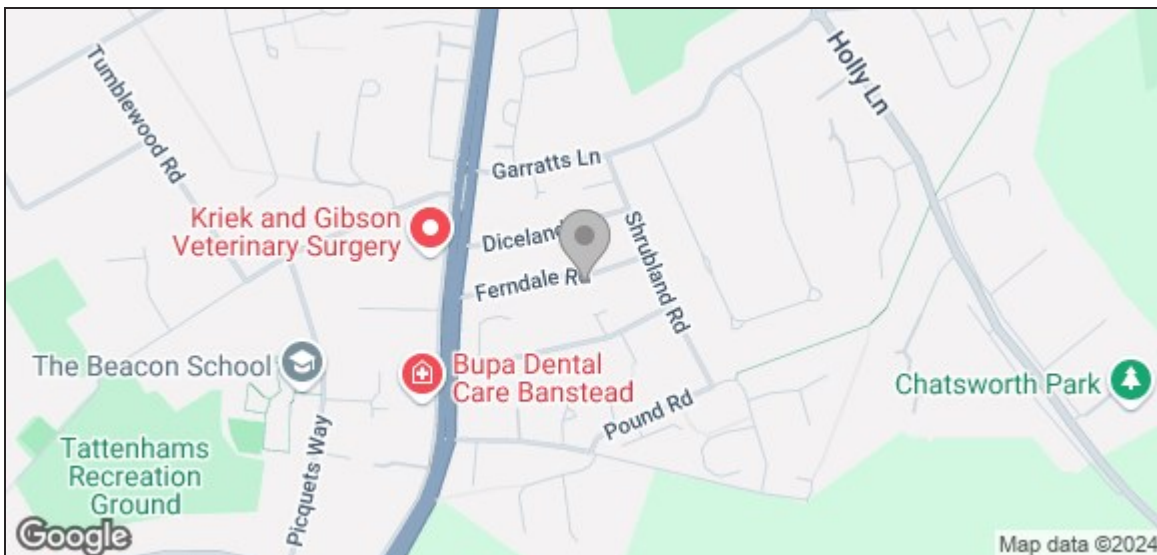 Tumblewood Rd
Holly Ln
Garratts Ln
Kriek and Gibson
Veterinary Surgery
Diceland
Shrubland Rd
Ferndale Rd
The Beacon School
Bupa Dental
Care Banstead
Chatsworth Park
Pound Rd
Tattenhams
Recreation
Ground
Picquets Way
Google
Map data ©2024